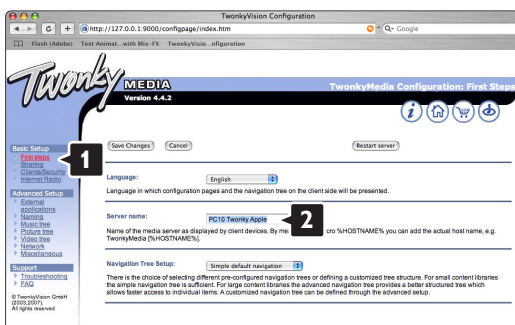 TwonkyVision Configuration
http://127.0.0.1:9000/configpage/index.htm
Google
Flash (Adobe) Text Animat...with Mix-FX TwonkyVisio...nfiguration
Twonky
MEDIA
Version 4.4.2
TwonkyMedia Configuration: First Steps
Basic Setup
First steps
Sharing
Clients/Security
Internet Radio
Advanced Setup
External applications
Naming
Music tree
Picture tree
Video tree
Network
Miscellaneous
Support
Troubleshooting
FAQ
© TwonkyVision GmbH
(2003,2007).
All rights reserved
1
Save Changes Cancel Restart server
Language: English
Language in which configuration pages and the navigation tree on the client side will be presented.
Server name: PC10 Twonky Apple
2
Name of the media server as displayed by client devices. By me cro %HOSTNAME% you can add the actual host name, e.g.
TwonkyMedia [%HOSTNAME%].
Navigation Tree Setup: Simple default navigation
There is the choice of selecting different pre-configured navigation trees or defining a customized tree structure. For small content libraries
the simple navigation tree is sufficient. For large content libraries the advanced navigation tree provides a better structured tree which
allows faster access to individual items. A customized navigation tree can be defined through the advanced setup.